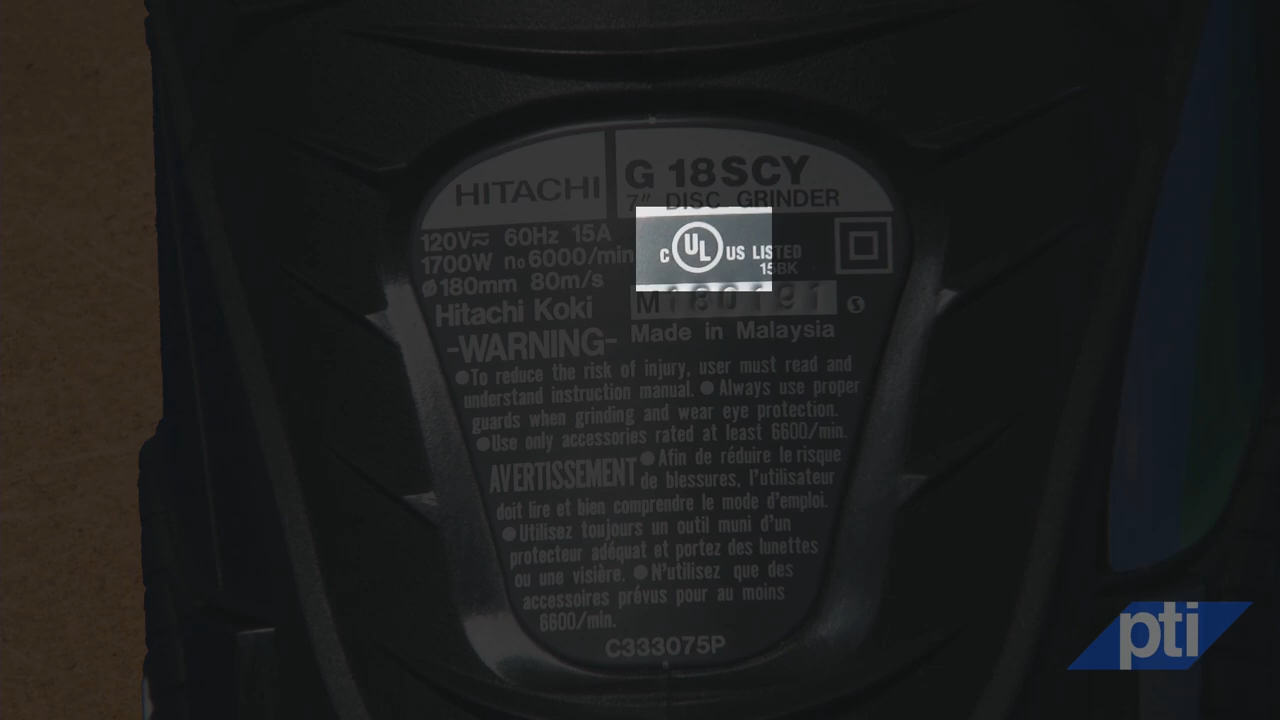 HITACHI
G 18SCY
7" DISC GRINDER
120V 60Hz 15A
1700W no6000/min
ø180mm 80m/s
Hitachi Koki
C UL US LISTED
15BK
M180191 S
Made in Malaysia
-WARNING-
●To reduce the risk of injury, user must read and
understand instruction manual. ●Always use proper
guards when grinding and wear eye protection.
●Use only accessories rated at least 6600/min.
AVERTISSEMENT ●Afin de réduire le risque
de blessures, l'utilisateur
doit lire et bien comprendre le mode d'emploi.
●Utilisez toujours un outil muni d'un
protecteur adéquat et portez des lunettes
ou une visière. ●N'utilisez que des
accessoires prévus pour au moins
6600/min.
C333075P
pti